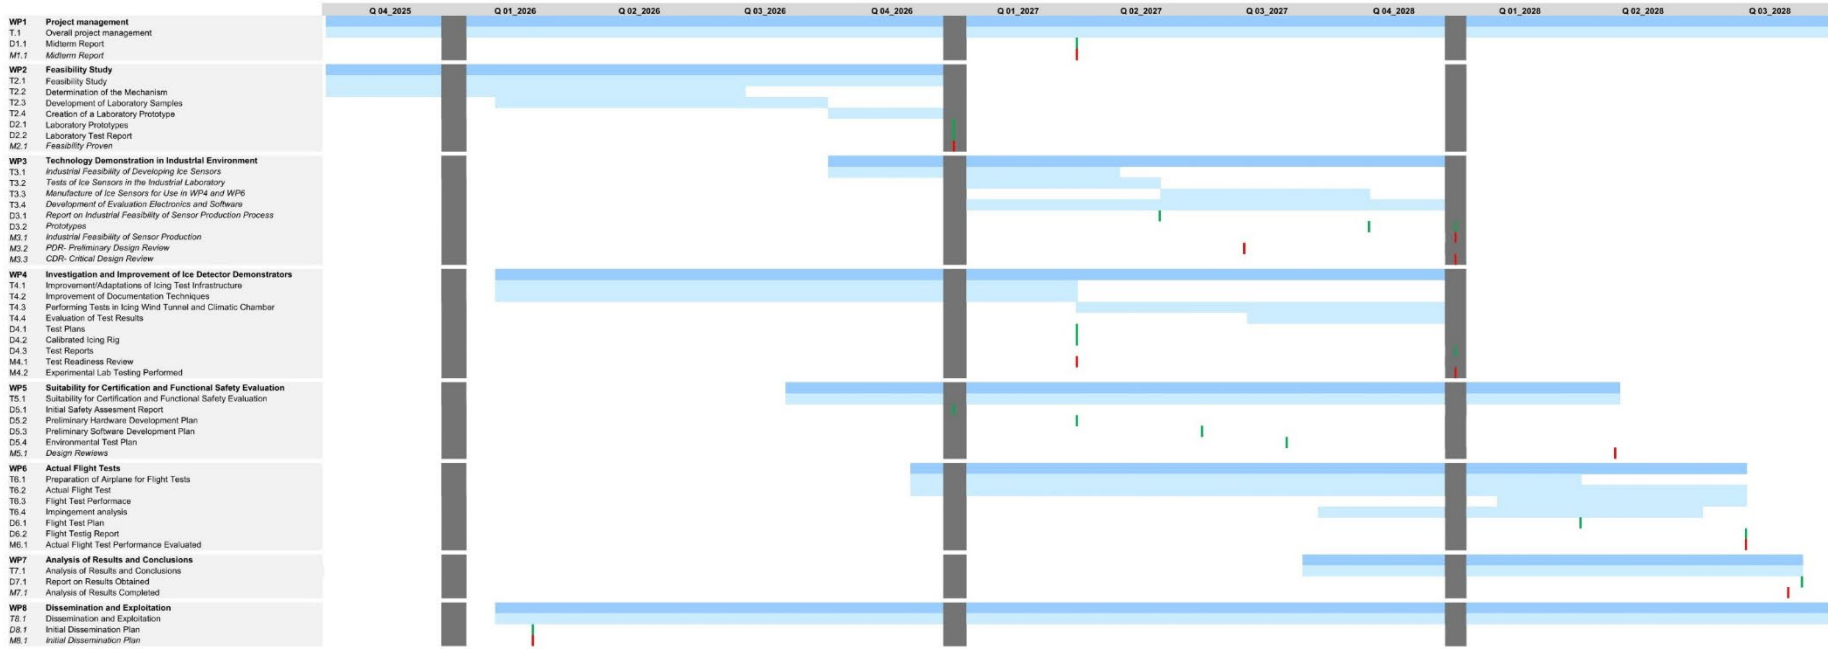 Q 04_2025 Q 01_2026 Q 02_2026 Q 03_2026 Q 04_2026 Q 01_2027 Q 02_2027 Q 03_2027 Q 04_2028 Q 01_2028 Q 02_2028 Q 03_2028
WP1 Project management
T.1 Overall project management
D1.1 Midterm Report
M1.1 Midterm Report
WP2 Feasibility Study
T2.1 Feasibility Study
T2.2 Determination of the Mechanism
T2.3 Development of Laboratory Samples
T2.4 Creation of a Laboratory Prototype
D2.1 Laboratory Prototypes
D2.2 Laboratory Test Report
M2.1 Feasibility Proven
WP3 Technology Demonstration in Industrial Environment
T3.1 Industrial Feasibility of Developing Ice Sensors
T3.2 Tests of Ice Sensors in the Industrial Laboratory
T3.3 Manufacture of Ice Sensors for Use in WP4 and WP6
T3.4 Development of Evaluation Electronics and Software
D3.1 Report on Industrial Feasibility of Sensor Production Process
D3.2 Prototypes
M3.1 Industrial Feasibility of Sensor Production
M3.2 PDR- Preliminary Design Review
M3.3 CDR- Critical Design Review
WP4 Investigation and Improvement of Ice Detector Demonstrators
T4.1 Improvement/Adaptations of Icing Test Infrastructure
T4.2 Improvement of Documentation Techniques
T4.3 Performing Tests in Icing Wind Tunnel and Climatic Chamber
T4.4 Evaluation of Test Results
D4.1 Test Plans
D4.2 Calibrated Icing Rig
D4.3 Test Reports
M4.1 Test Readiness Review
M4.2 Experimental Lab Testing Performed
WP5 Suitability for Certification and Functional Safety Evaluation
T5.1 Suitability for Certification and Functional Safety Evaluation
D5.1 Initial Safety Assesment Report
D5.2 Preliminary Hardware Development Plan
D5.3 Preliminary Software Development Plan
D5.4 Environmental Test Plan
M5.1 Design Rewiews
WP6 Actual Flight Tests
T6.1 Preparation of Airplane for Flight Tests
T6.2 Actual Flight Test
T6.3 Flight Test Performace
T6.4 Impingement analysis
D6.1 Flight Test Plan
D6.2 Flight Testig Report
M6.1 Actual Flight Test Performance Evaluated
WP7 Analysis of Results and Conclusions
T7.1 Analysis of Results and Conclusions
D7.1 Report on Results Obtained
M7.1 Analysis of Results Completed
WP8 Dissemination and Exploitation
T8.1 Dissemination and Exploitation
D8.1 Initial Dissemination Plan
M8.1 Initial Dissemination Plan